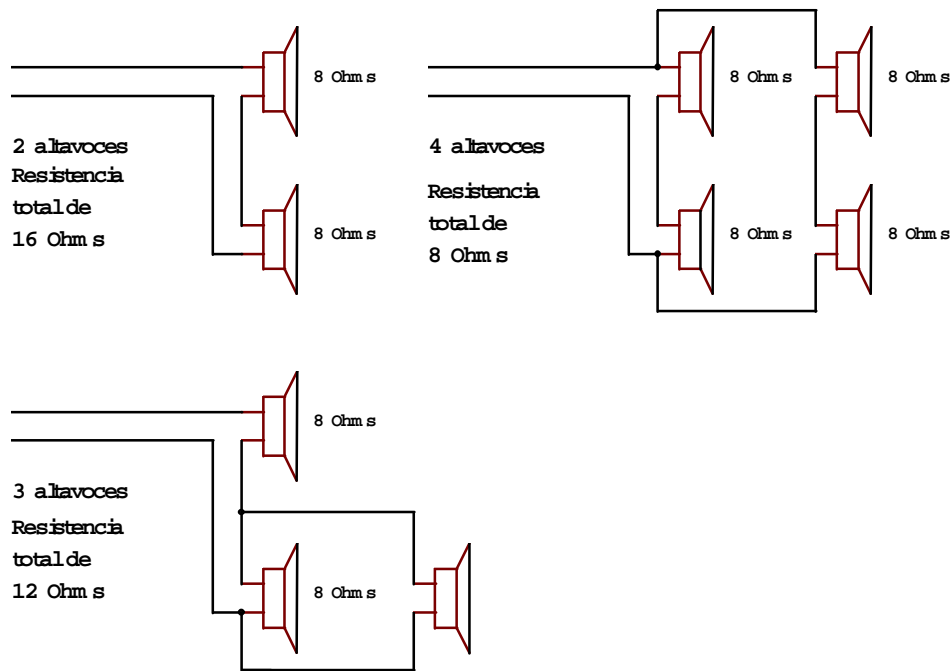 8 Ohms
2 altavoces
Resistencia
total de
16 Ohms
8 Ohms
8 Ohms
8 Ohms
4 altavoces
Resistencia
total de
8 Ohms
8 Ohms
8 Ohms
8 Ohms
3 altavoces
Resistencia
total de
12 Ohms
8 Ohms